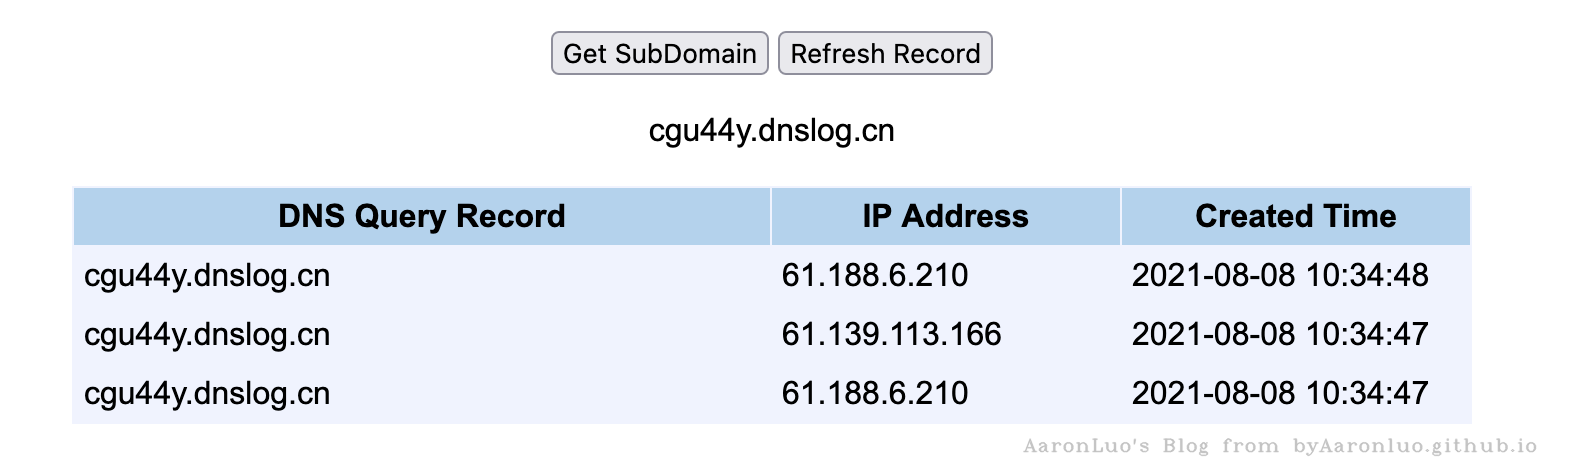 Get SubDomain Refresh Record
cgu44y.dnslog.cn
DNS Query Record IP Address Created Time
cgu44y.dnslog.cn 61.188.6.210 2021-08-08 10:34:48
cgu44y.dnslog.cn 61.139.113.166 2021-08-08 10:34:47
cgu44y.dnslog.cn 61.188.6.210 2021-08-08 10:34:47
AaronLuo's Blog from byAaronluo.github.io